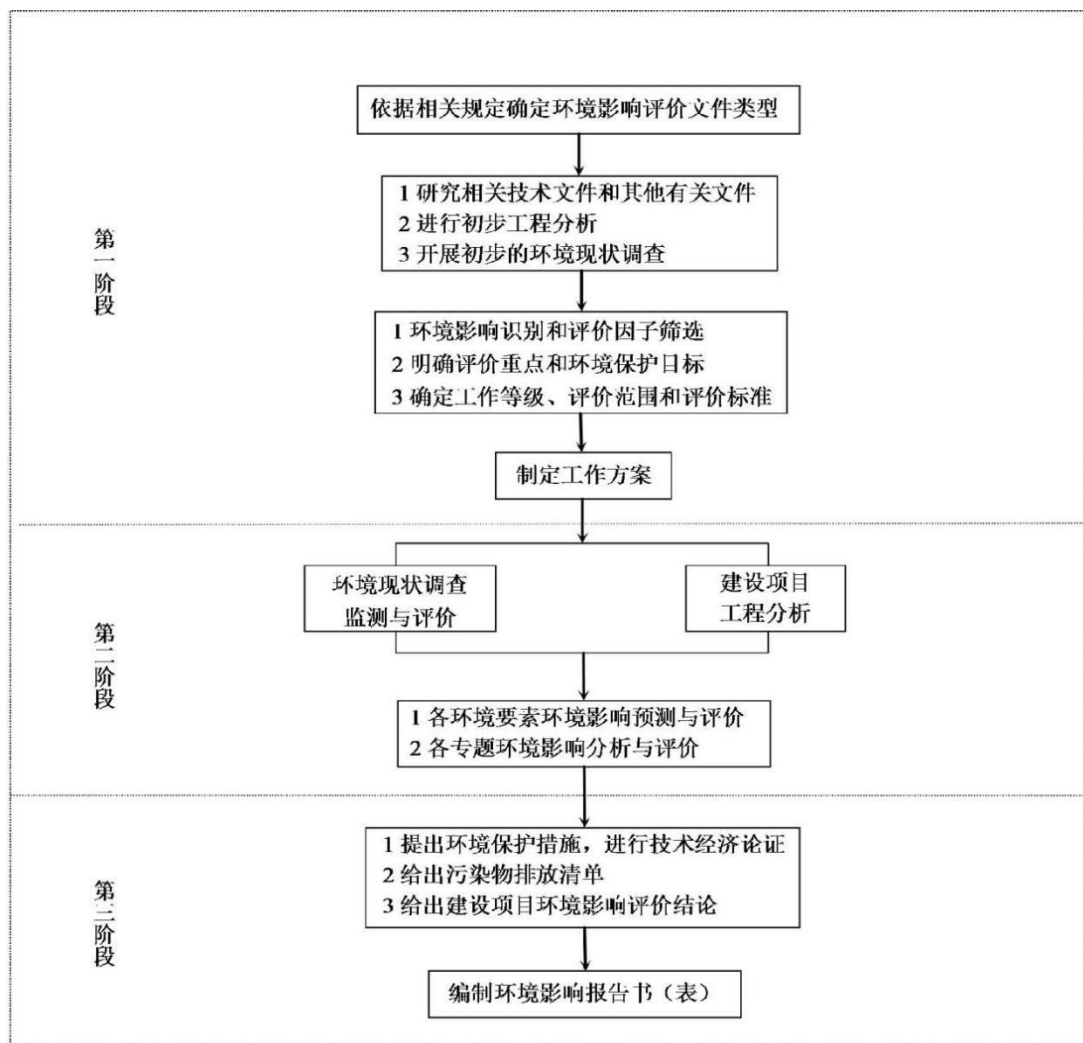 依据相关规定确定环境影响评价文件类型
1 研究相关技术文件和其他有关文件
2 进行初步工程分析
3 开展初步的环境现状调查
第一阶段
1 环境影响识别和评价因子筛选
2 明确评价重点和环境保护目标
3 确定工作等级、评价范围和评价标准
制定工作方案
环境现状调查
监测与评价
建设项目
工程分析
第二阶段
1 各环境要素环境影响预测与评价
2 各专题环境影响分析与评价
1 提出环境保护措施，进行技术经济论证
2 给出污染物排放清单
3 给出建设项目环境影响评价结论
第三阶段
编制环境影响报告书（表）